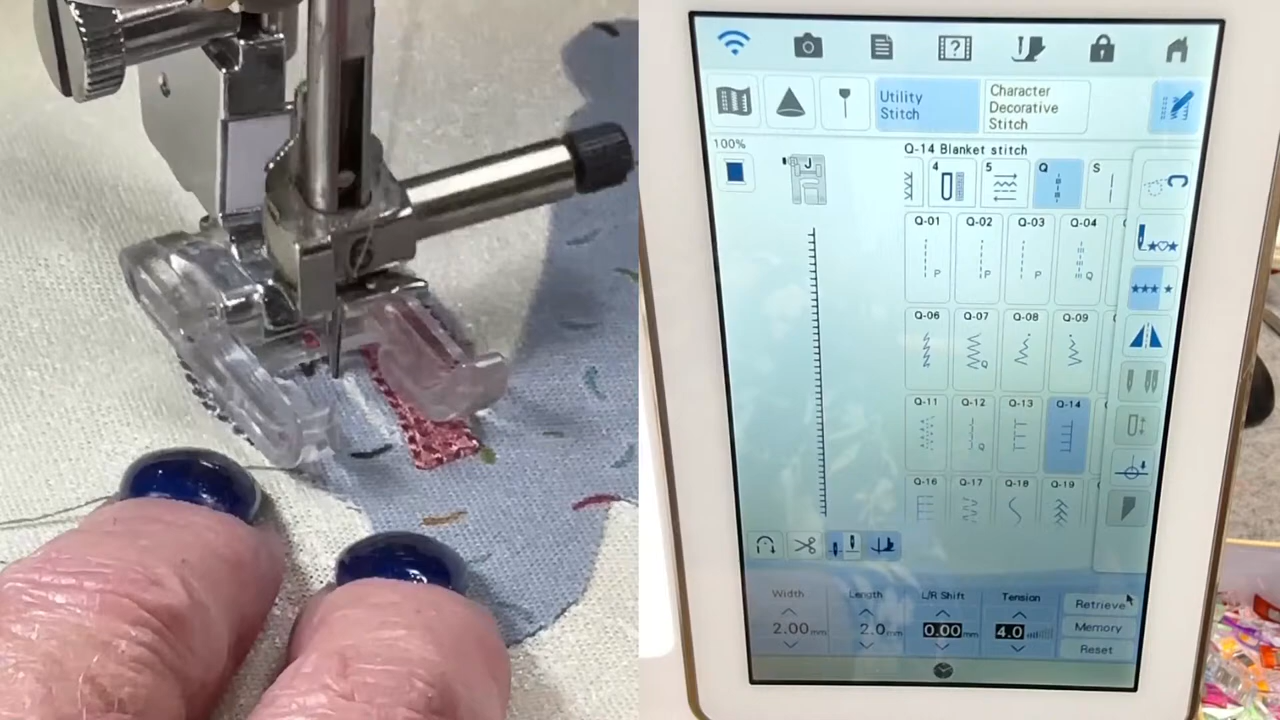 Utility
Stitch
Character
Decorative
Stitch
100%
J
Q-14 Blanket stitch
4
5
Q
S
Q-01
Q-02
Q-03
Q-04
P
P
P
Q
Q-06
Q-07
Q-08
Q-09
Q
Q-11
Q-12
Q-13
Q-14
Q
Q-16
Q-17
Q-18
Q-19
Width
Length
L/R Shift
Tension
2.00mm
2.0mm
0.00mm
4.0
Retrieve
Memory
Reset